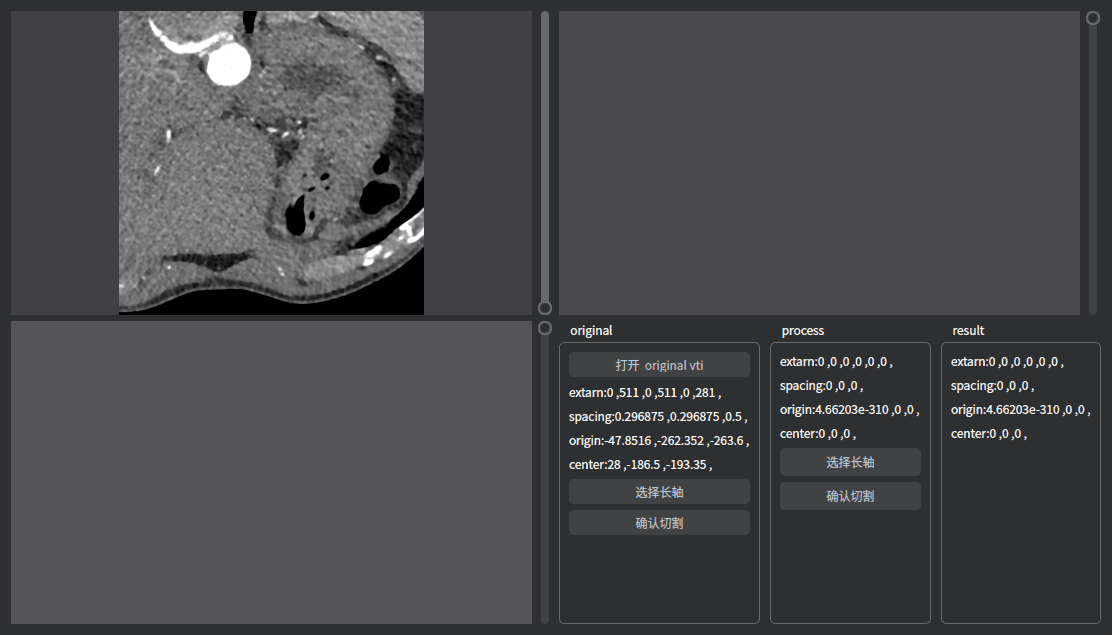 original
打开 original vti
extarn:0 ,511 ,0 ,511 ,0 ,281 ,
spacing:0.296875 ,0.296875 ,0.5 ,
origin:-47.8516 ,-262.352 ,-263.6 ,
center:28 ,-186.5 ,-193.35 ,
选择长轴
确认切割
process
extarn:0 ,0 ,0 ,0 ,0 ,0 ,
spacing:0 ,0 ,0 ,
origin:4.66203e-310 ,0 ,0 ,
center:0 ,0 ,0 ,
选择长轴
确认切割
result
extarn:0 ,0 ,0 ,0 ,0 ,0 ,
spacing:0 ,0 ,0 ,
origin:4.66203e-310 ,0 ,0 ,
center:0 ,0 ,0 ,